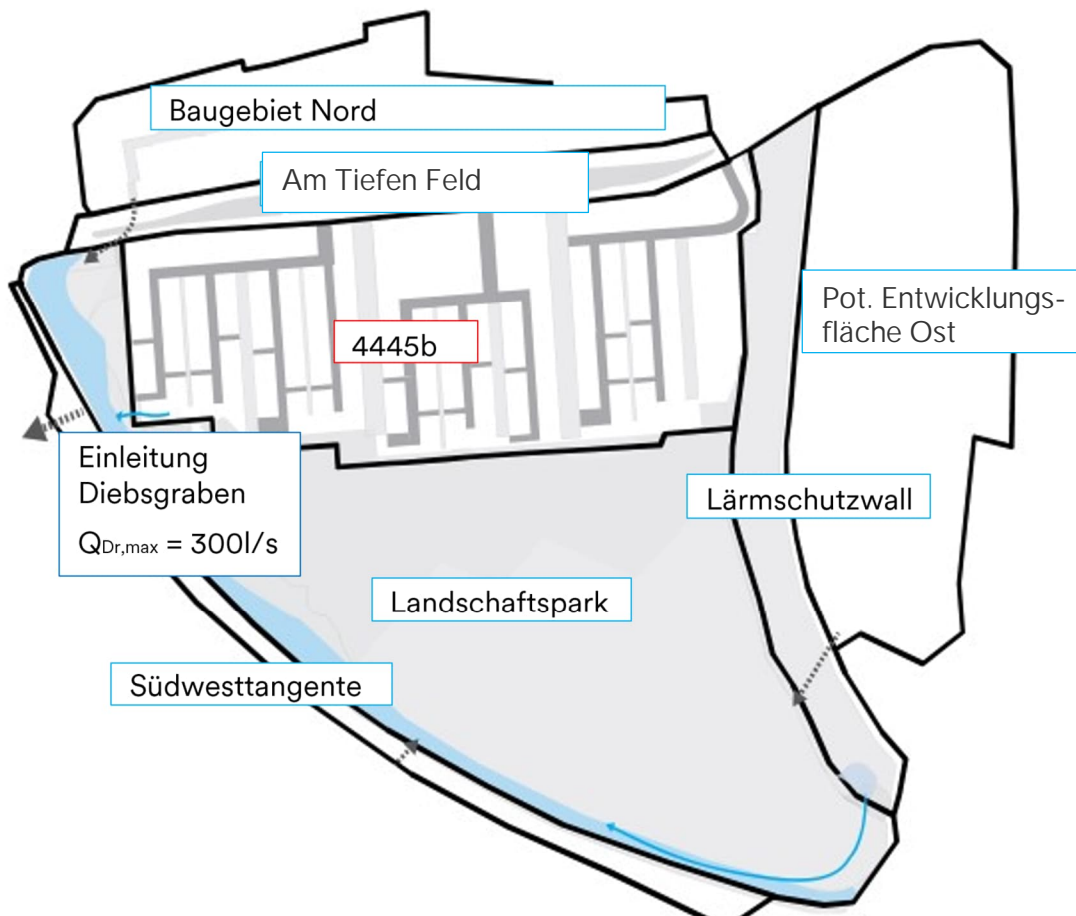 Baugebiet Nord
Am Tiefen Feld
Pot. Entwicklungs-
fläche Ost
4445b
Einleitung
Diebsgraben
QDr,max = 300l/s
Lärmschutzwall
Landschaftspark
Südwesttangente